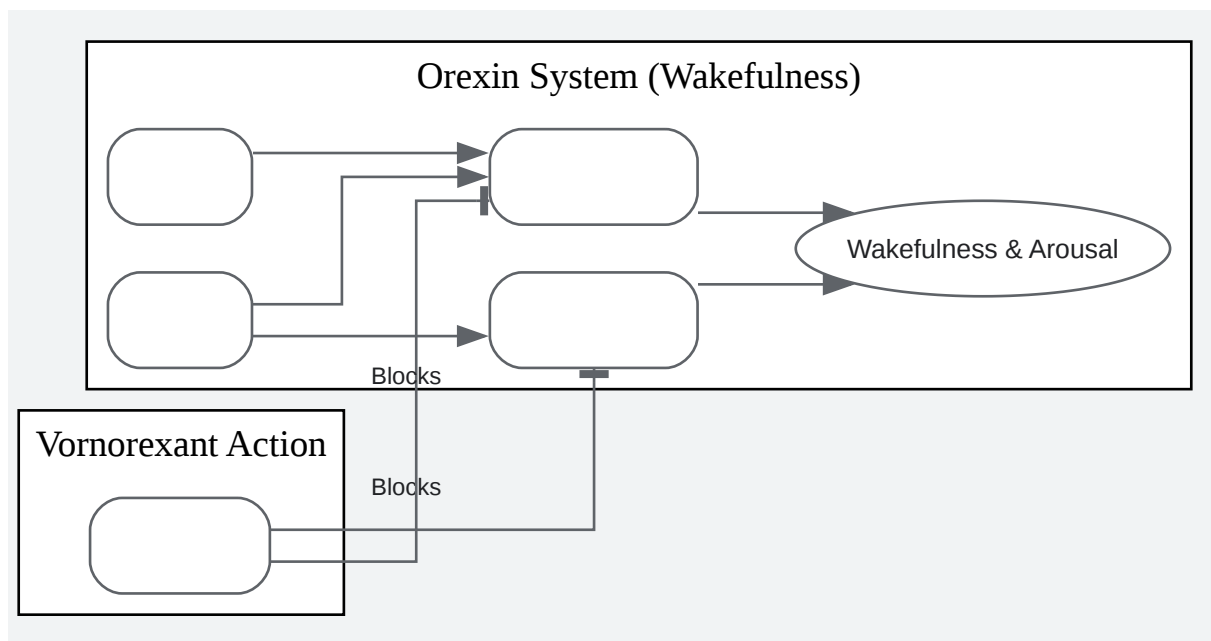 Orexin System (Wakefulness)
Wakefulness & Arousal
Blocks
Vornorexant Action
Blocks